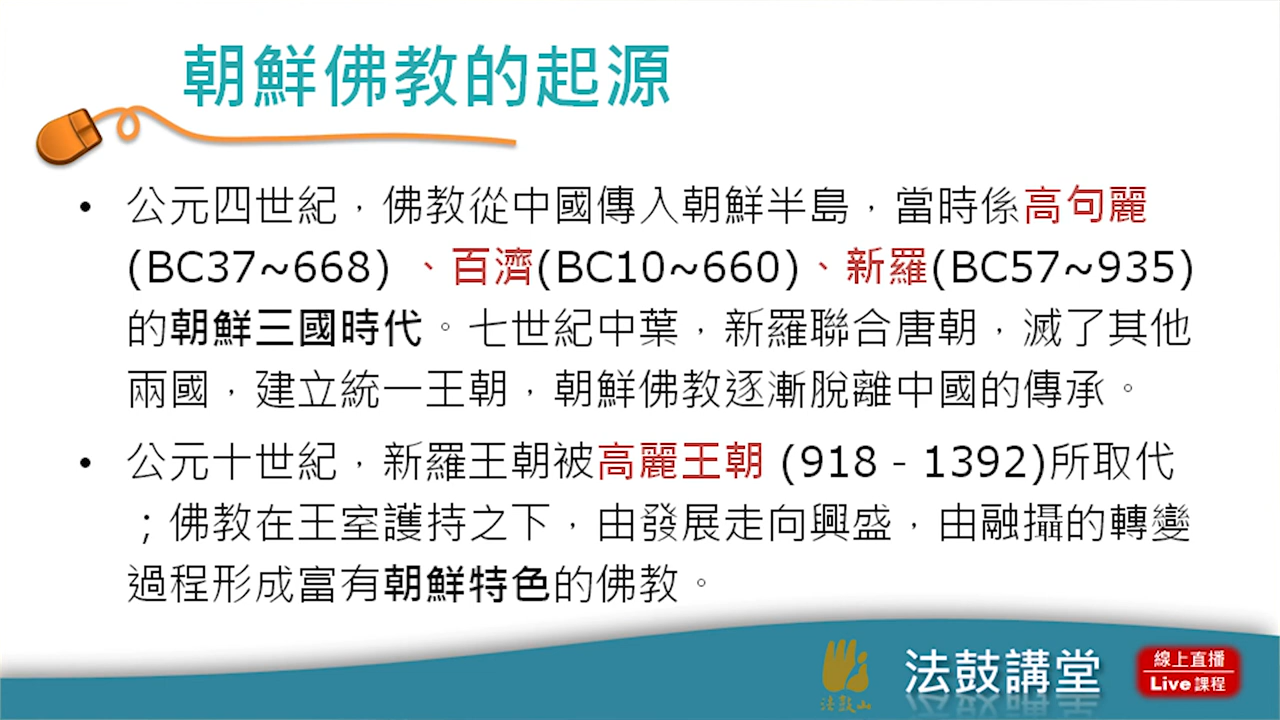 朝鮮佛教的起源
• 公元四世紀，佛教從中國傳入朝鮮半島，當時係高句麗
(BC37~668) 、百濟(BC10~660)、新羅(BC57~935)
的朝鮮三國時代。七世紀中葉，新羅聯合唐朝，滅了其他
兩國，建立統一王朝，朝鮮佛教逐漸脫離中國的傳承。
• 公元十世紀，新羅王朝被高麗王朝 (918 - 1392)所取代
；佛教在王室護持之下，由發展走向興盛，由融攝的轉變
過程形成富有朝鮮特色的佛教。
法鼓山
法鼓講堂
線上直播
Live 課程